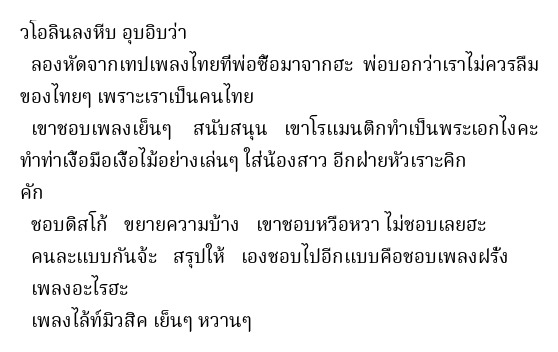 วโอลินลงหีบ อุบอิบว่า
ลองหัดจากเทปเพลงไทยที่พ่อซื้อมาจากฮะ พ่อบอกว่าเราไม่ควรลืม
ของไทยๆ เพราะเราเป็นคนไทย
เขาชอบเพลงเย็นๆ สนับสนุน เขาโรแมนติกทำเป็นพระเอกไงคะ
ทำท่าเงื้อมือเงื้อไม้อย่างเล่นๆ ใส่น้องสาว อีกฝ่ายหัวเราะคิก
คัก
ชอบดิสโก้ ขยายความบ้าง เขาชอบหวือหวา ไม่ชอบเลยฮะ
คนละแบบกันจ้ะ สรุปให้ เองชอบไปอีกแบบคือชอบเพลงฝรั่ง
เพลงอะไรฮะ
เพลงไล้ท์มิวสิค เย็นๆ หวานๆ